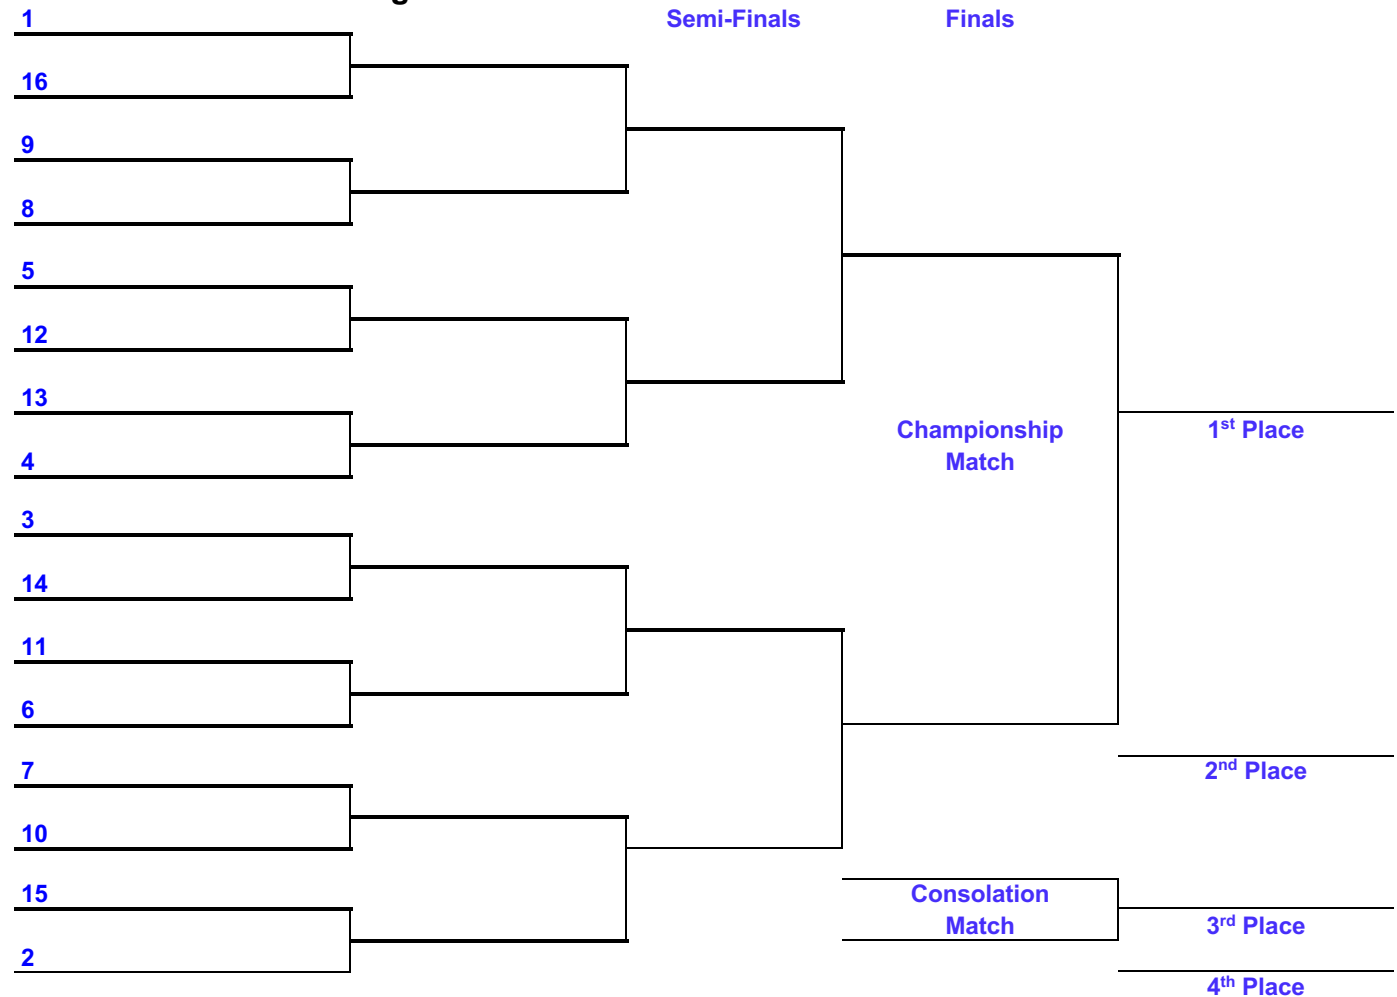 1
Semi-Finals
Finals
16
9
8
5
12
13
4
Championship
Match
1st Place
3
14
11
6
7
2nd Place
10
15
Consolation
Match
3rd Place
2
4th Place